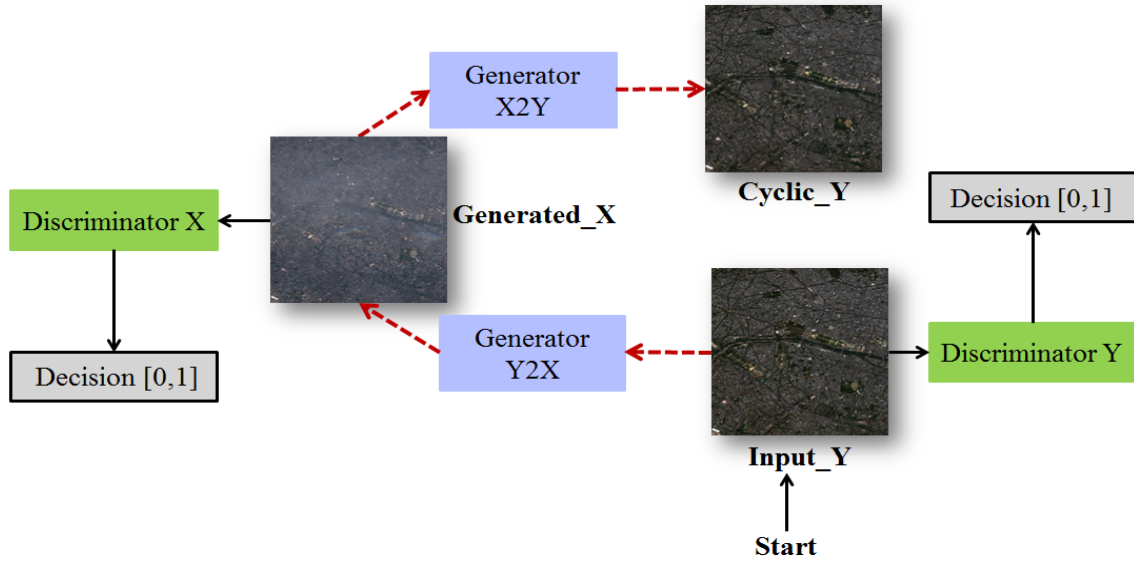 Generator
X2Y
Cyclic_Y
Discriminator X
Generated_X
Decision [0,1]
Generator
Y2X
Discriminator Y
Decision [0,1]
Input_Y
Start